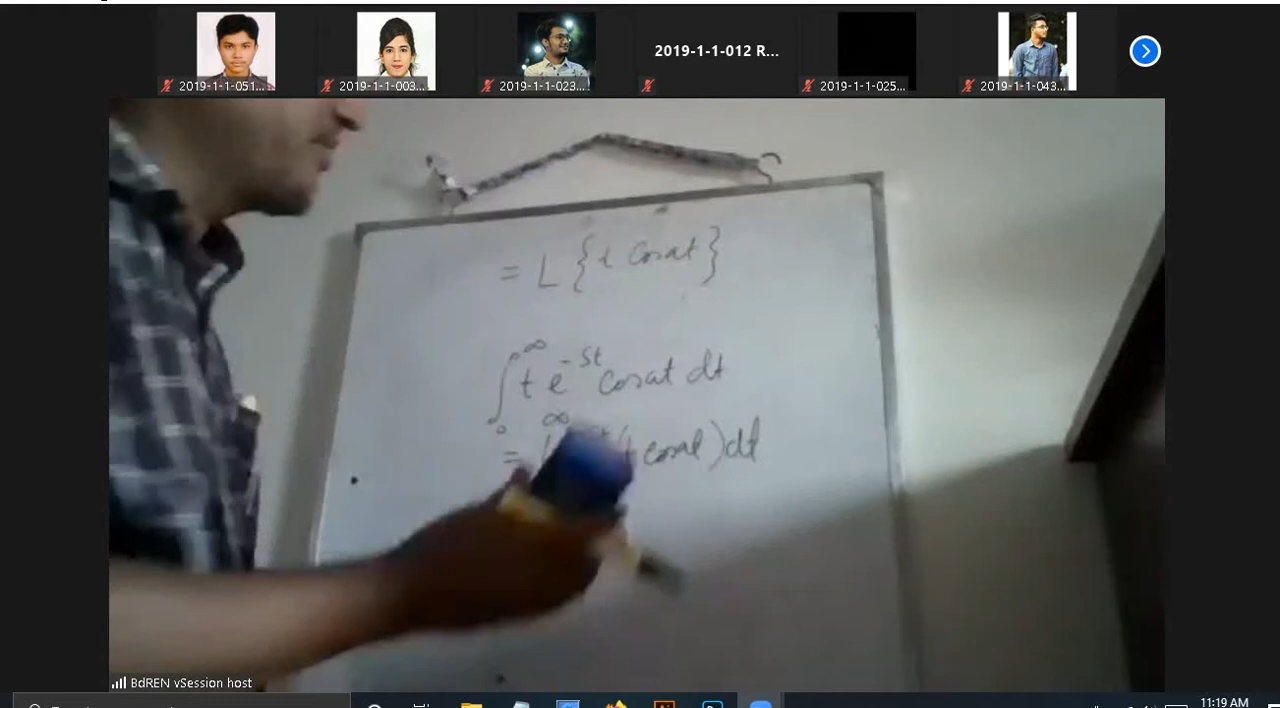 2019-1-1-051...
2019-1-1-003...
2019-1-1-023...
2019-1-1-012 R...
2019-1-1-025...
2019-1-1-043...
= L { t Cosat }
∫₀^∞ t e^-st cosat dt
= (t cosat) dt
BdREN vSession host
11:19 AM